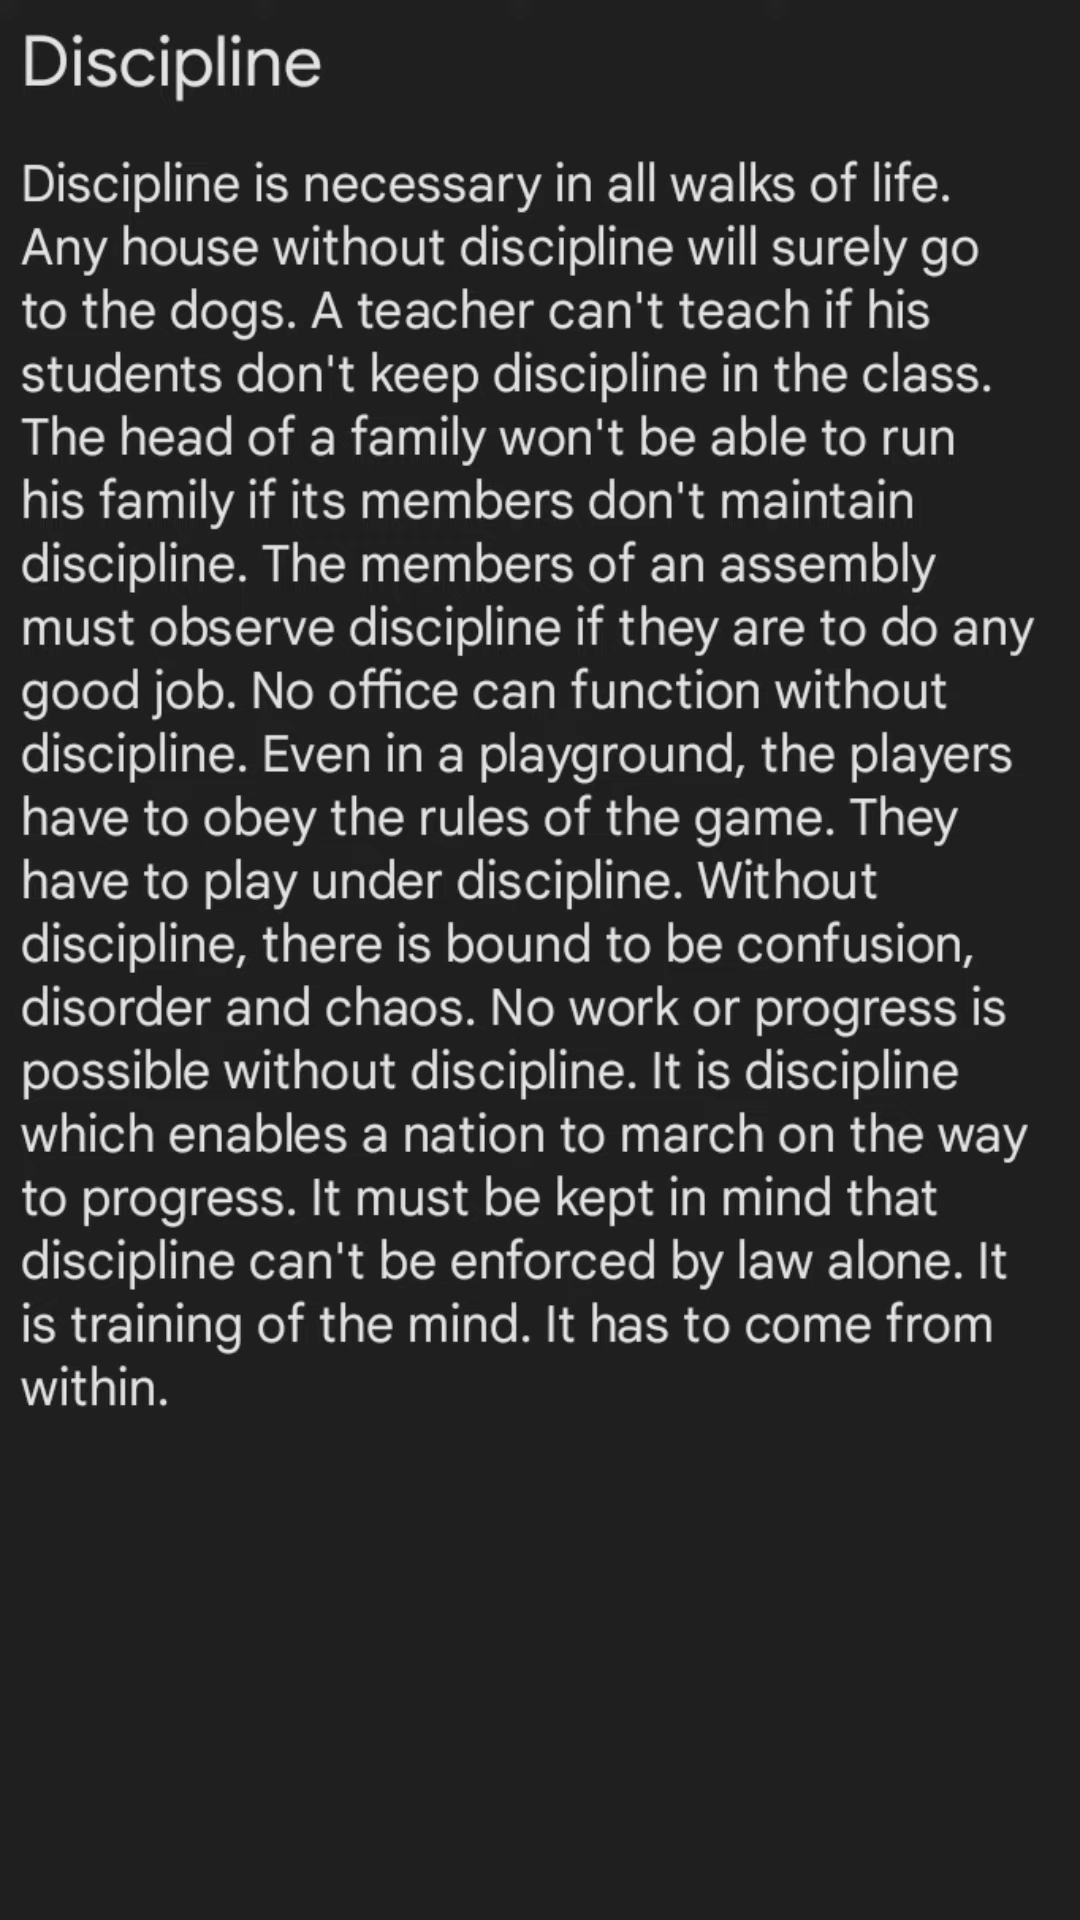 Discipline
Discipline is necessary in all walks of life.
Any house without discipline will surely go
to the dogs. A teacher can't teach if his
students don't keep discipline in the class.
The head of a family won't be able to run
his family if its members don't maintain
discipline. The members of an assembly
must observe discipline if they are to do any
good job. No office can function without
discipline. Even in a playground, the players
have to obey the rules of the game. They
have to play under discipline. Without
discipline, there is bound to be confusion,
disorder and chaos. No work or progress is
possible without discipline. It is discipline
which enables a nation to march on the way
to progress. It must be kept in mind that
discipline can't be enforced by law alone. It
is training of the mind. It has to come from
within.